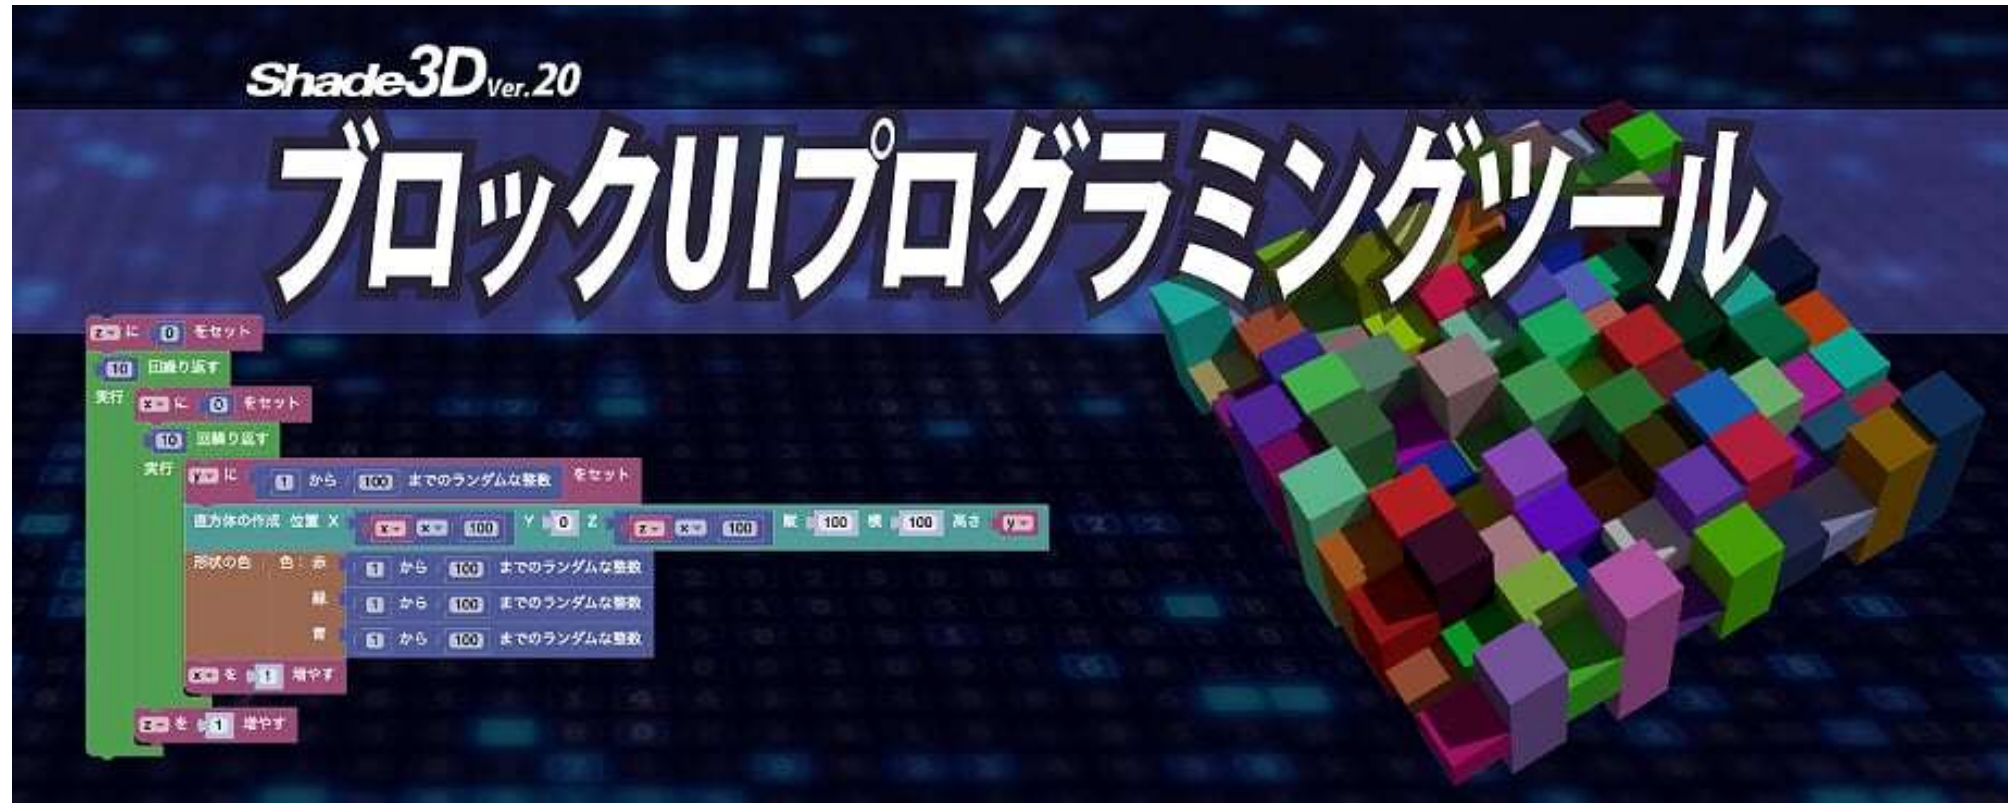 Shade3D Ver.20
ブロックUIプログラミングツール
z に 0 をセット
10 回繰り返す
実行
x に 0 をセット
10 回繰り返す
実行
y に 1 から 100 までのランダムな整数 をセット
直方体の作成 位置 X x × 100 Y 0 Z z × 100 縦 100 横 100 高さ y
形状の色 色: 赤 1 から 100 までのランダムな整数
緑 1 から 100 までのランダムな整数
青 1 から 100 までのランダムな整数
x を 1 増やす
z を 1 増やす